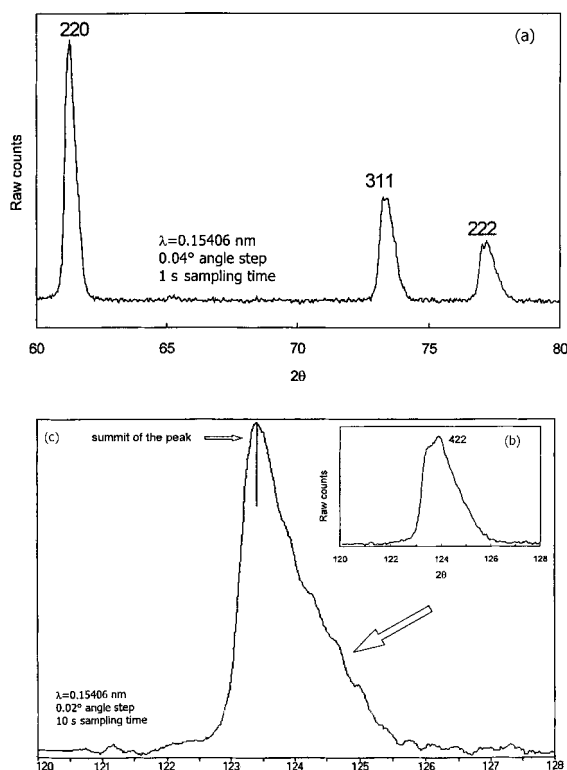 (a)
220
311
222
Raw counts
λ=0.15406 nm
0.04° angle step
1 s sampling time
60 65 70 75 80
2θ
(c)
summit of the peak
(b)
422
Raw counts
120 122 124 126 128
2θ
λ=0.15406 nm
0.02° angle step
10 s sampling time
120 121 122 123 124 125 126 127 128